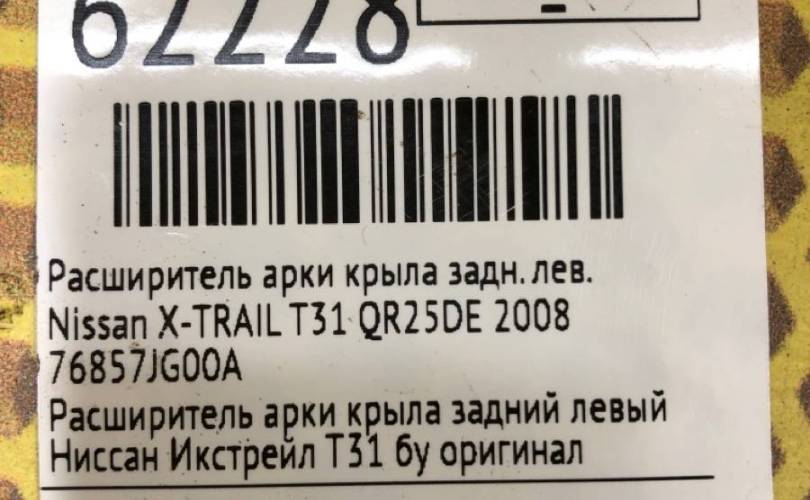 62228
Расширитель арки крыла задн. лев.
Nissan X-TRAIL T31 QR25DE 2008
76857JG00A
Расширитель арки крыла задний левый
Ниссан Икстрейл Т31 бу оригинал